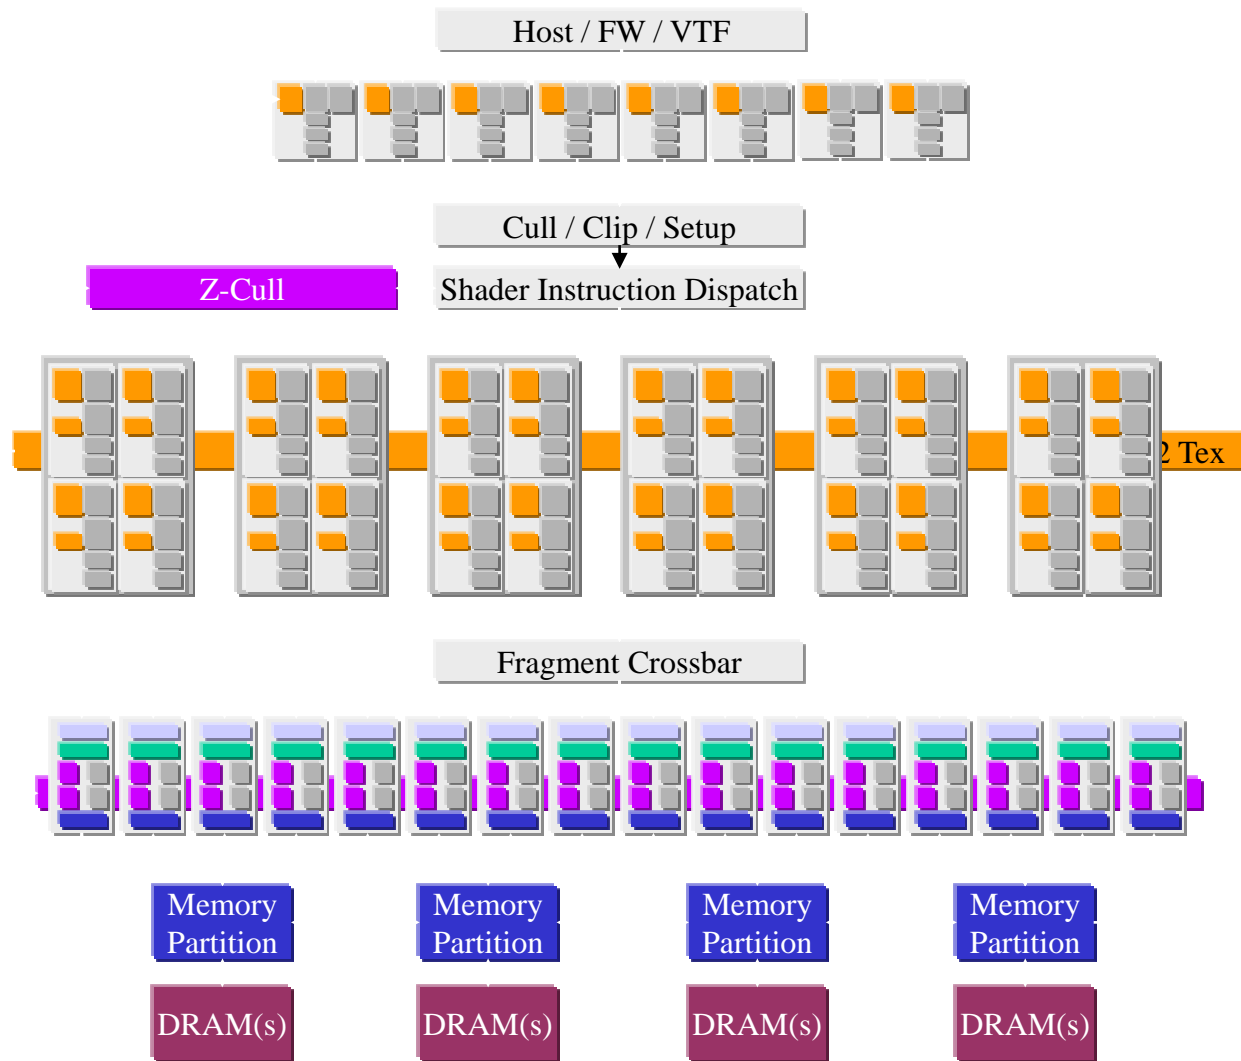 Host / FW / VTF
Cull / Clip / Setup
Z-Cull
Shader Instruction Dispatch
2 Tex
Fragment Crossbar
Memory
Partition
Memory
Partition
Memory
Partition
Memory
Partition
DRAM(s)
DRAM(s)
DRAM(s)
DRAM(s)